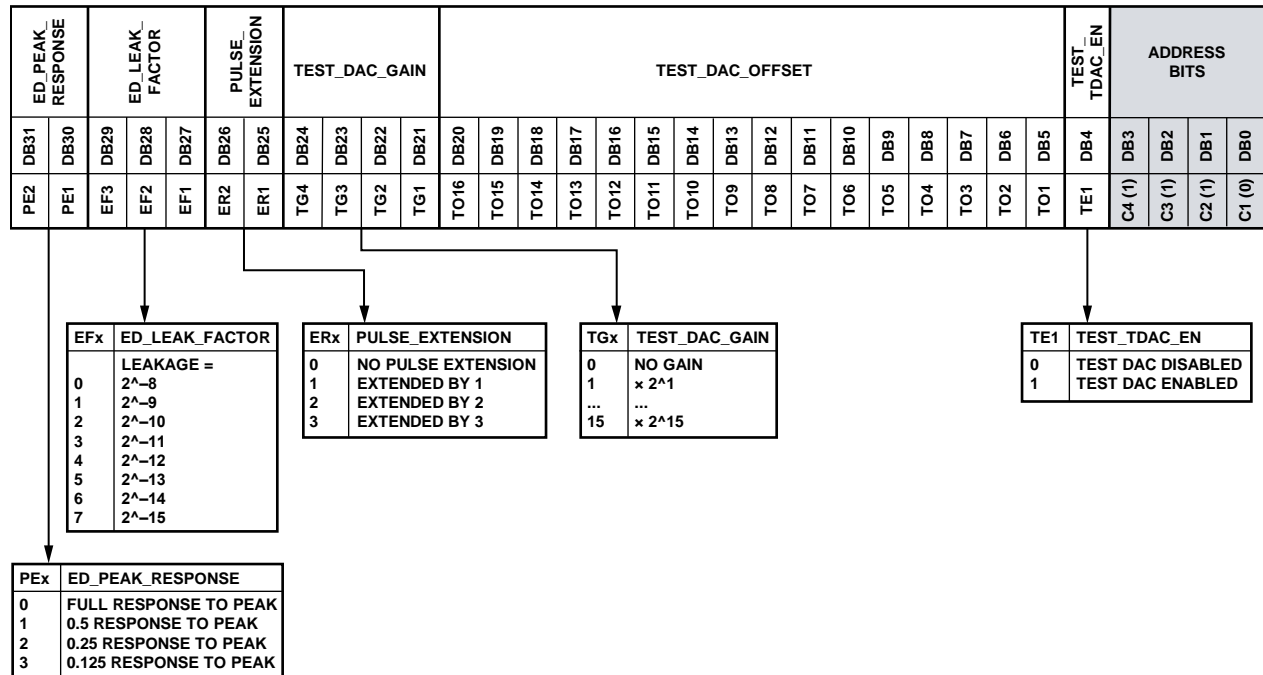 ED_PEAK_
RESPONSE
ED_LEAK_
FACTOR
PULSE_
EXTENSION
TEST_DAC_GAIN
TEST_DAC_OFFSET
TEST_
TDAC_EN
ADDRESS
BITS
DB31 DB30 DB29 DB28 DB27 DB26 DB25 DB24 DB23 DB22 DB21 DB20 DB19 DB18 DB17 DB16 DB15 DB14 DB13 DB12 DB11 DB10 DB9 DB8 DB7 DB6 DB5 DB4 DB3 DB2 DB1 DB0
PE2 PE1 EF3 EF2 EF1 ER2 ER1 TG4 TG3 TG2 TG1 TO16 TO15 TO14 TO13 TO12 TO11 TO10 TO9 TO8 TO7 TO6 TO5 TO4 TO3 TO2 TO1 TE1 C4 (1) C3 (1) C2 (1) C1 (0)
EFx ED_LEAK_FACTOR
LEAKAGE =
0 2^–8
1 2^–9
2 2^–10
3 2^–11
4 2^–12
5 2^–13
6 2^–14
7 2^–15
ERx PULSE_EXTENSION
0 NO PULSE EXTENSION
1 EXTENDED BY 1
2 EXTENDED BY 2
3 EXTENDED BY 3
TGx TEST_DAC_GAIN
0 NO GAIN
1 × 2^1
... ...
15 × 2^15
TE1 TEST_TDAC_EN
0 TEST DAC DISABLED
1 TEST DAC ENABLED
PEx ED_PEAK_RESPONSE
0 FULL RESPONSE TO PEAK
1 0.5 RESPONSE TO PEAK
2 0.25 RESPONSE TO PEAK
3 0.125 RESPONSE TO PEAK